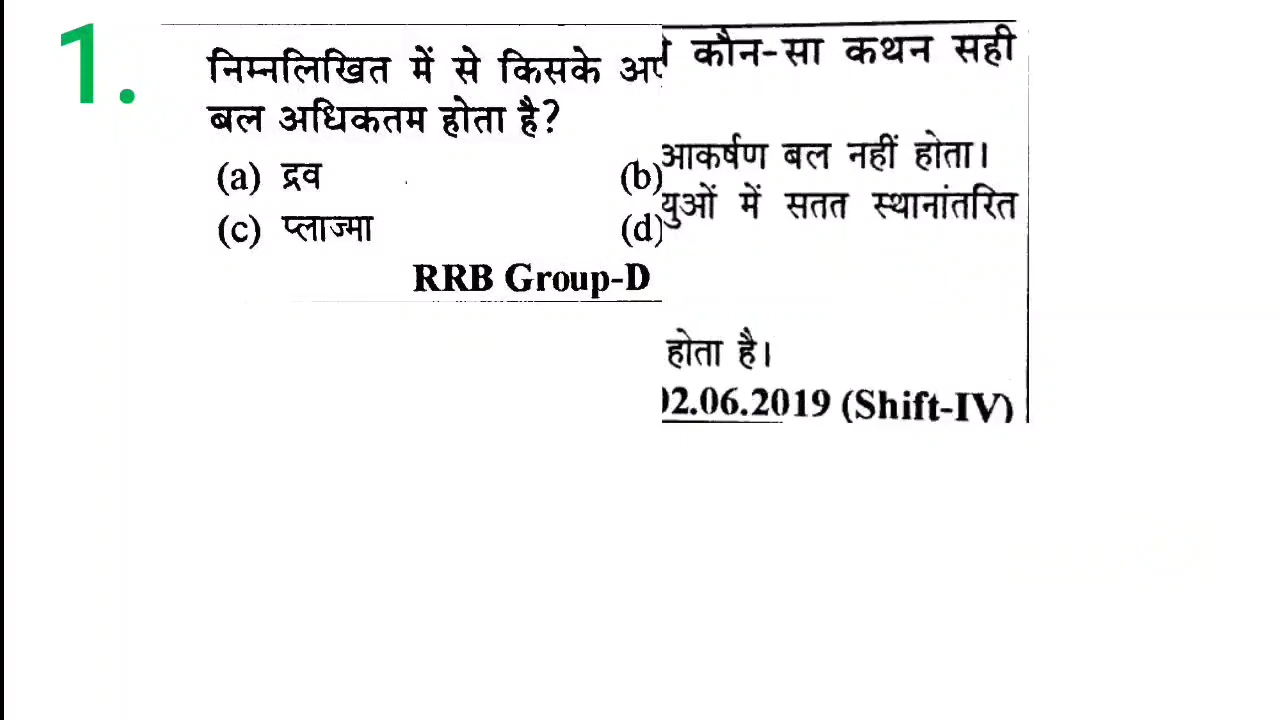 1.
निम्नलिखित में से किसके
बल अधिकतम होता है?
(a) द्रव (b)
(c) प्लाज्मा (d)
RRB Group-D
कौन-सा कथन सही
आकर्षण बल नहीं होता।
में सतत स्थानांतरित
होता है।
02.06.2019 (Shift-IV)